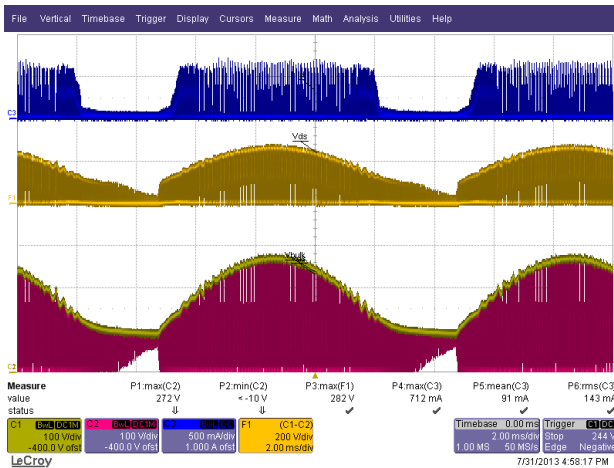 File Vertical Timebase Trigger Display Cursors Measure Math Analysis Utilities Help
C3
Vds
F1
C2
Measure P1:max(C2) P2:min(C2) P3:max(F1) P4:max(C3) P5:mean(C3) P6:rms(C3)
value 272 V < -10 V 282 V 712 mA 91 mA 143 mA
status
C1 BwL DC1M C2 BwL DC1M C3 F1 (C1-C2) Timebase 0.00 ms Trigger C1 DC
100 V/div 100 V/div 500 mA/div 200 V/div 2.00 ms/div Stop 244 V
-400.0 V ofst -400.0 V ofst 1.000 A ofst 2.00 ms/div 1.00 MS 50 MS/s Edge Negative
LeCroy 7/31/2013 4:58:17 PM